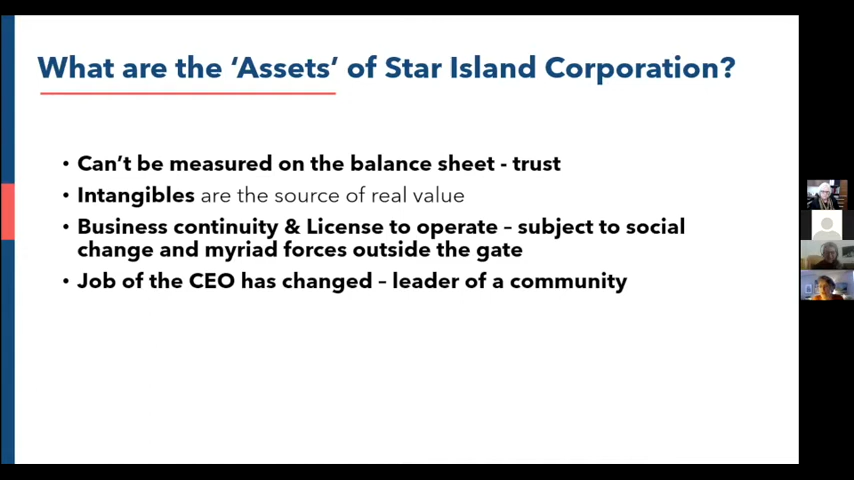 What are the ‘Assets’ of Star Island Corporation?
• Can’t be measured on the balance sheet - trust
• Intangibles are the source of real value
• Business continuity & License to operate – subject to social
change and myriad forces outside the gate
• Job of the CEO has changed – leader of a community